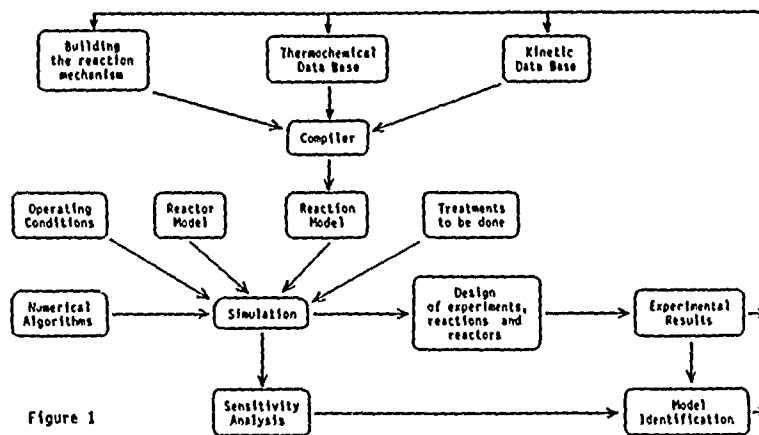 Building
the reaction
mechanism
Thermochemical
Data Base
Kinetic
Data Base
Compiler
Operating
Conditions
Reactor
Model
Reaction
Model
Treatments
to be done
Numerical
Algorithms
Simulation
Design
of experiments,
reactions and
reactors
Experimental
Results
Sensitivity
Analysis
Model
Identification
Figure 1